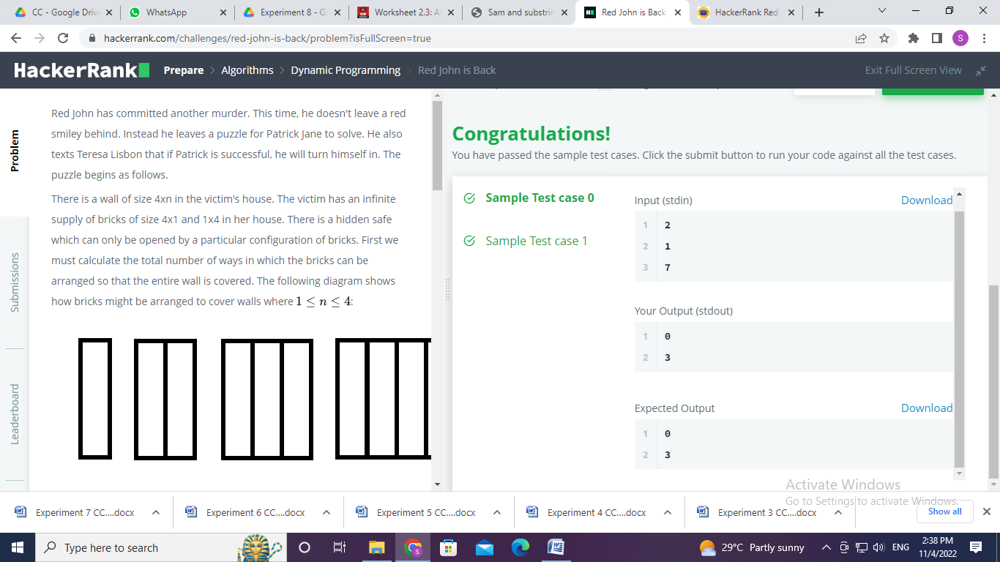 CC - Google Driv
WhatsApp
Experiment 8 - G
Worksheet 2.3: A
Sam and substrin
Red John is Back
HackerRank Red
hackerrank.com/challenges/red-john-is-back/problem?isFullScreen=true
S
HackerRank
Prepare > Algorithms > Dynamic Programming > Red John is Back
Exit Full Screen View
Problem
Submissions
Leaderboard
Red John has committed another murder. This time, he doesn't leave a red
smiley behind. Instead he leaves a puzzle for Patrick Jane to solve. He also
texts Teresa Lisbon that if Patrick is successful, he will turn himself in. The
puzzle begins as follows.
There is a wall of size 4xn in the victim's house. The victim has an infinite
supply of bricks of size 4x1 and 1x4 in her house. There is a hidden safe
which can only be opened by a particular configuration of bricks. First we
must calculate the total number of ways in which the bricks can be
arranged so that the entire wall is covered. The following diagram shows
how bricks might be arranged to cover walls where 1 ≤ n ≤ 4:
Congratulations!
You have passed the sample test cases. Click the submit button to run your code against all the test cases.
Sample Test case 0
Sample Test case 1
Input (stdin)
Download
1 2
2 1
3 7
Your Output (stdout)
1 0
2 3
Expected Output
Download
1 0
2 3
Activate Windows
Go to Settings to activate Windows.
Experiment 7 CC....docx
Experiment 6 CC....docx
Experiment 5 CC....docx
Experiment 4 CC....docx
Experiment 3 CC....docx
Show all
Type here to search
S
29°C Partly sunny
ENG
2:38 PM
11/4/2022